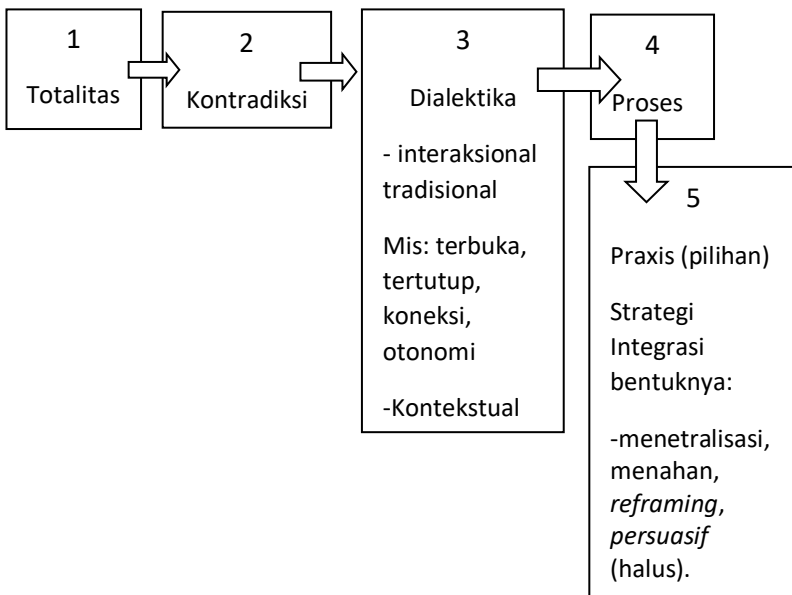 1
Totalitas
2
Kontradiksi
3
Dialektika
- interaksional
tradisional
Mis: terbuka,
tertutup,
koneksi,
otonomi
-Kontekstual
4
Proses
5
Praxis (pilihan)
Strategi
Integrasi
bentuknya:
-menetralisasi,
menahan,
reframing,
persuasif
(halus).